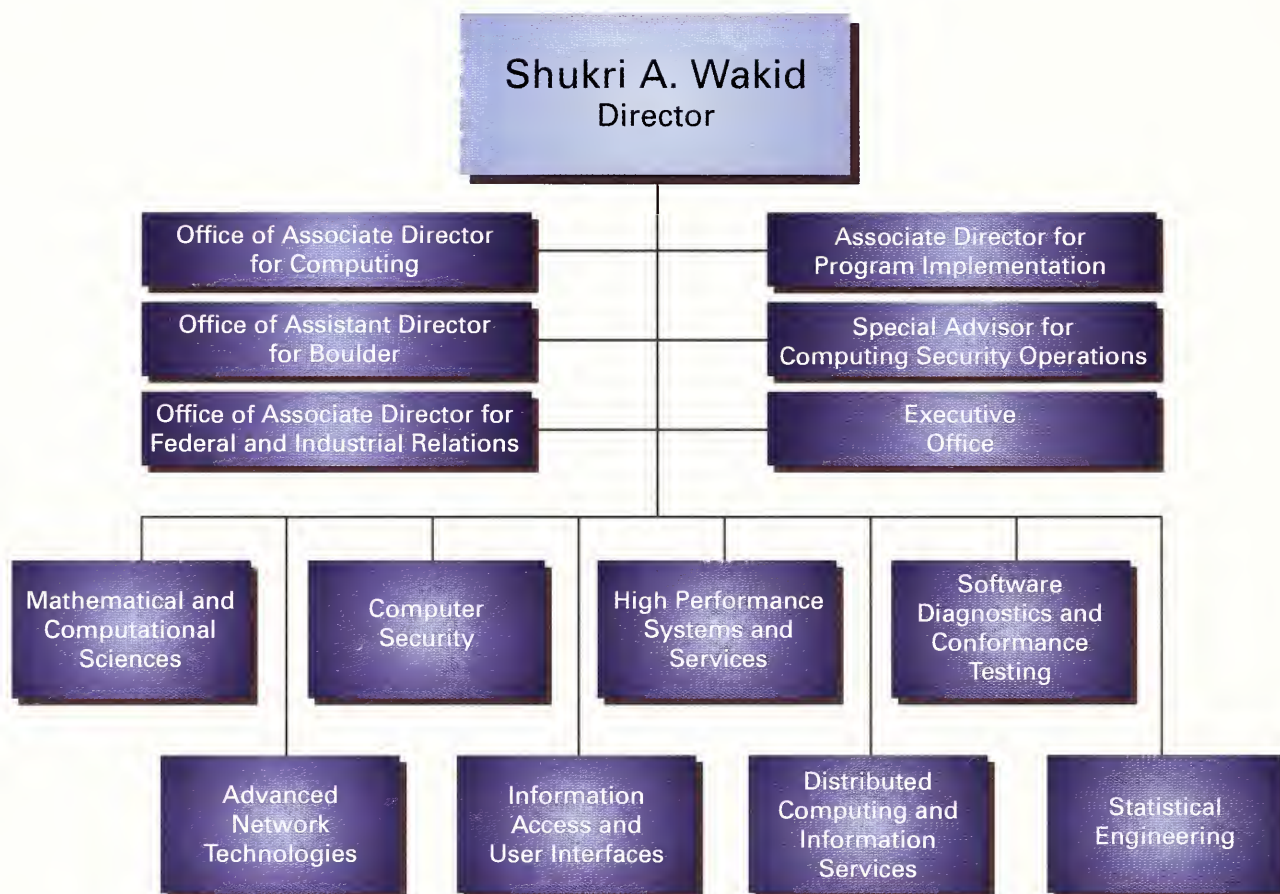 Shukri A. Wakid
Director
Office of Associate Director
for Computing
Associate Director for
Program Implementation
Office of Assistant Director
for Boulder
Special Advisor for
Computing Security Operations
Office of Associate Director for
Federal and Industrial Relations
Executive
Office
Mathematical and
Computational
Sciences
Computer
Security
High Performance
Systems and
Services
Software
Diagnostics and
Conformance
Testing
Advanced
Network
Technologies
Information
Access and
User Interfaces
Distributed
Computing and
Information
Services
Statistical
Engineering